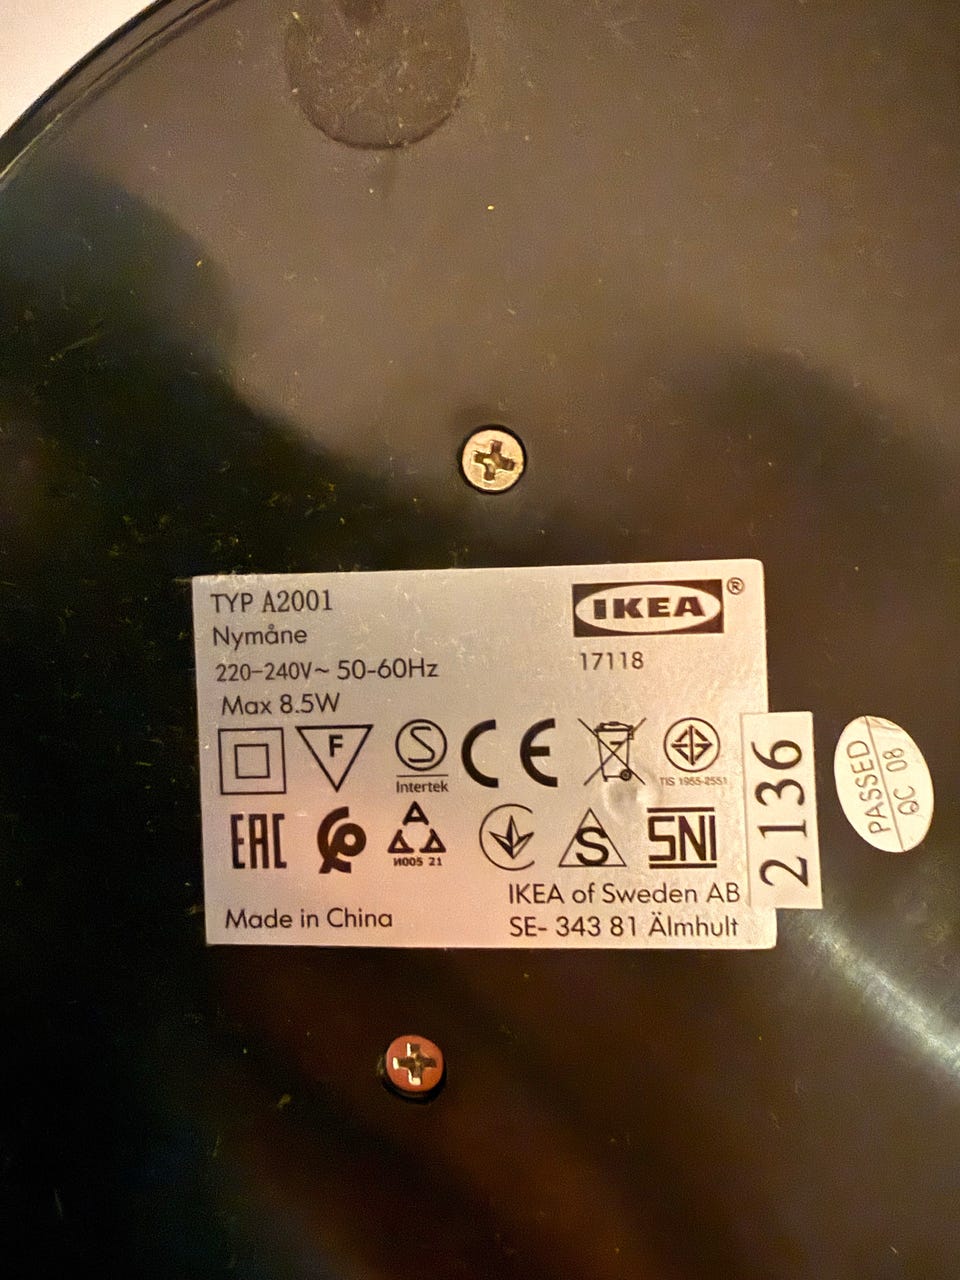 TYP A2001
Nymåne
220-240V~ 50-60Hz
Max 8.5W
IKEA®
17118
F
S
Intertek
CE
TIS 1955-2551
EAC
И005 21
S
SNI
Made in China
IKEA of Sweden AB
SE- 343 81 Älmhult
2136
PASSED
QC 08